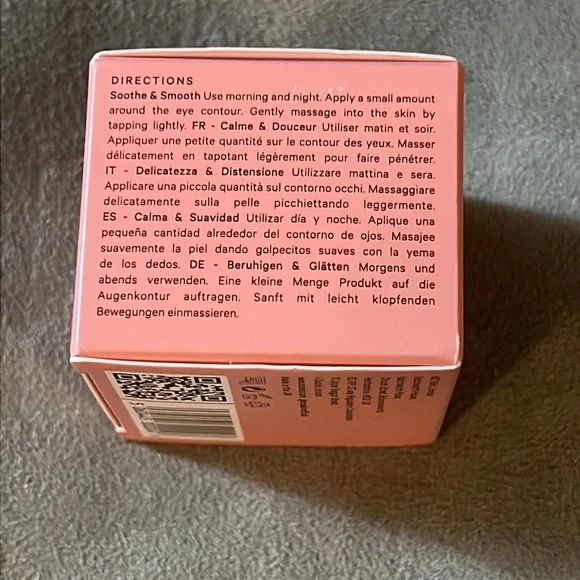 DIRECTIONS
Soothe & Smooth Use morning and night. Apply a small amount
around the eye contour. Gently massage into the skin by
tapping lightly. FR - Calme & Douceur Utiliser matin et soir.
Appliquer une petite quantité sur le contour des yeux. Masser
délicatement en tapotant légèrement pour faire pénétrer.
IT - Delicatezza & Distensione Utilizzare mattina e sera.
Applicare una piccola quantità sul contorno occhi. Massaggiare
delicatamente sulla pelle picchiettando leggermente.
ES - Calma & Suavidad Utilizar día y noche. Aplique una
pequeña cantidad alrededor del contorno de ojos. Masajee
suavemente la piel dando golpecitos suaves con la yema
de los dedos. DE - Beruhigen & Glätten Morgens und
abends verwenden. Eine kleine Menge Produkt auf die
Augenkontur auftragen. Sanft mit leicht klopfenden
Bewegungen einmassieren.